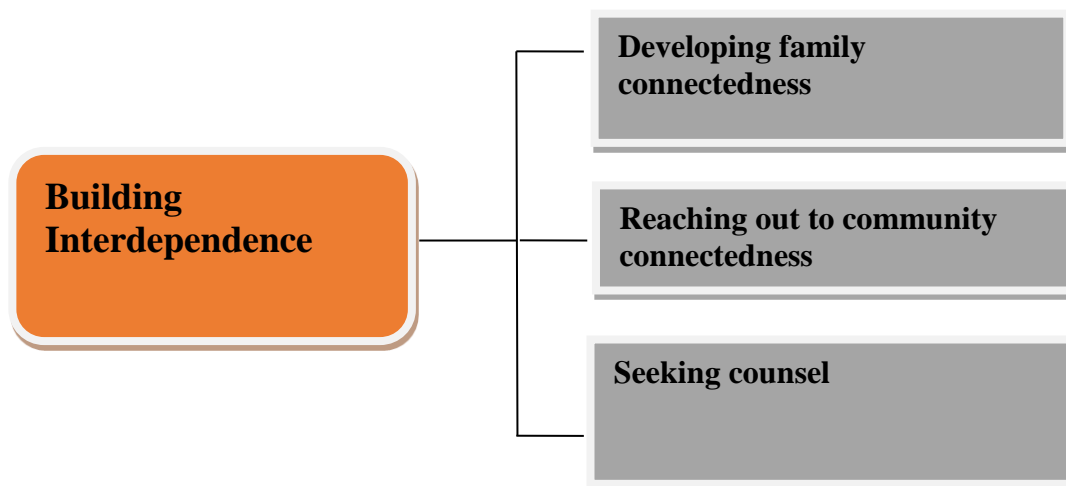 Building
Interdependence
Developing family
connectedness
Reaching out to community
connectedness
Seeking counsel